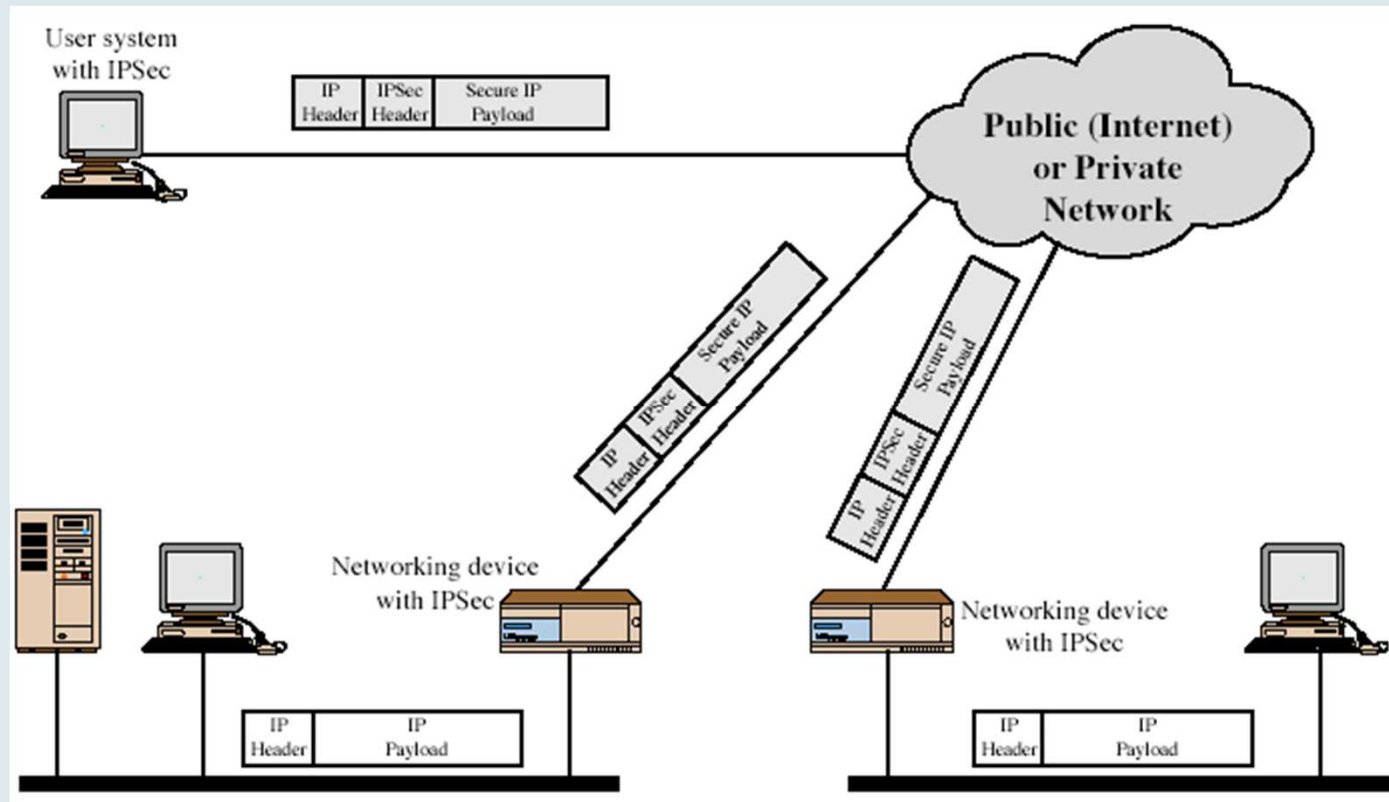 User system
with IPSec
IP
Header
IPSec
Header
Secure IP
Payload
Public (Internet)
or Private
Network
IP
Header
IPSec
Header
Secure IP
Payload
IP
Header
IPSec
Header
Secure IP
Payload
Networking device
with IPSec
Networking device
with IPSec
IP
Header
IP
Payload
IP
Header
IP
Payload